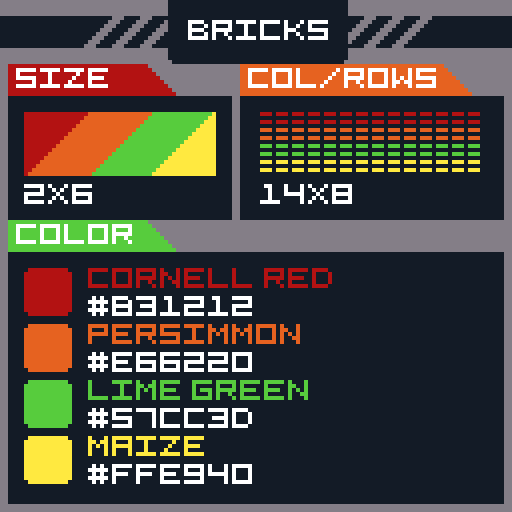 BRICKS
SIZE
COL/ROWS
2X6
14X8
COLOR
CORNELL RED
#B31212
PERSIMMON
#E66220
LIME GREEN
#57CC3D
MAIZE
#FFE940